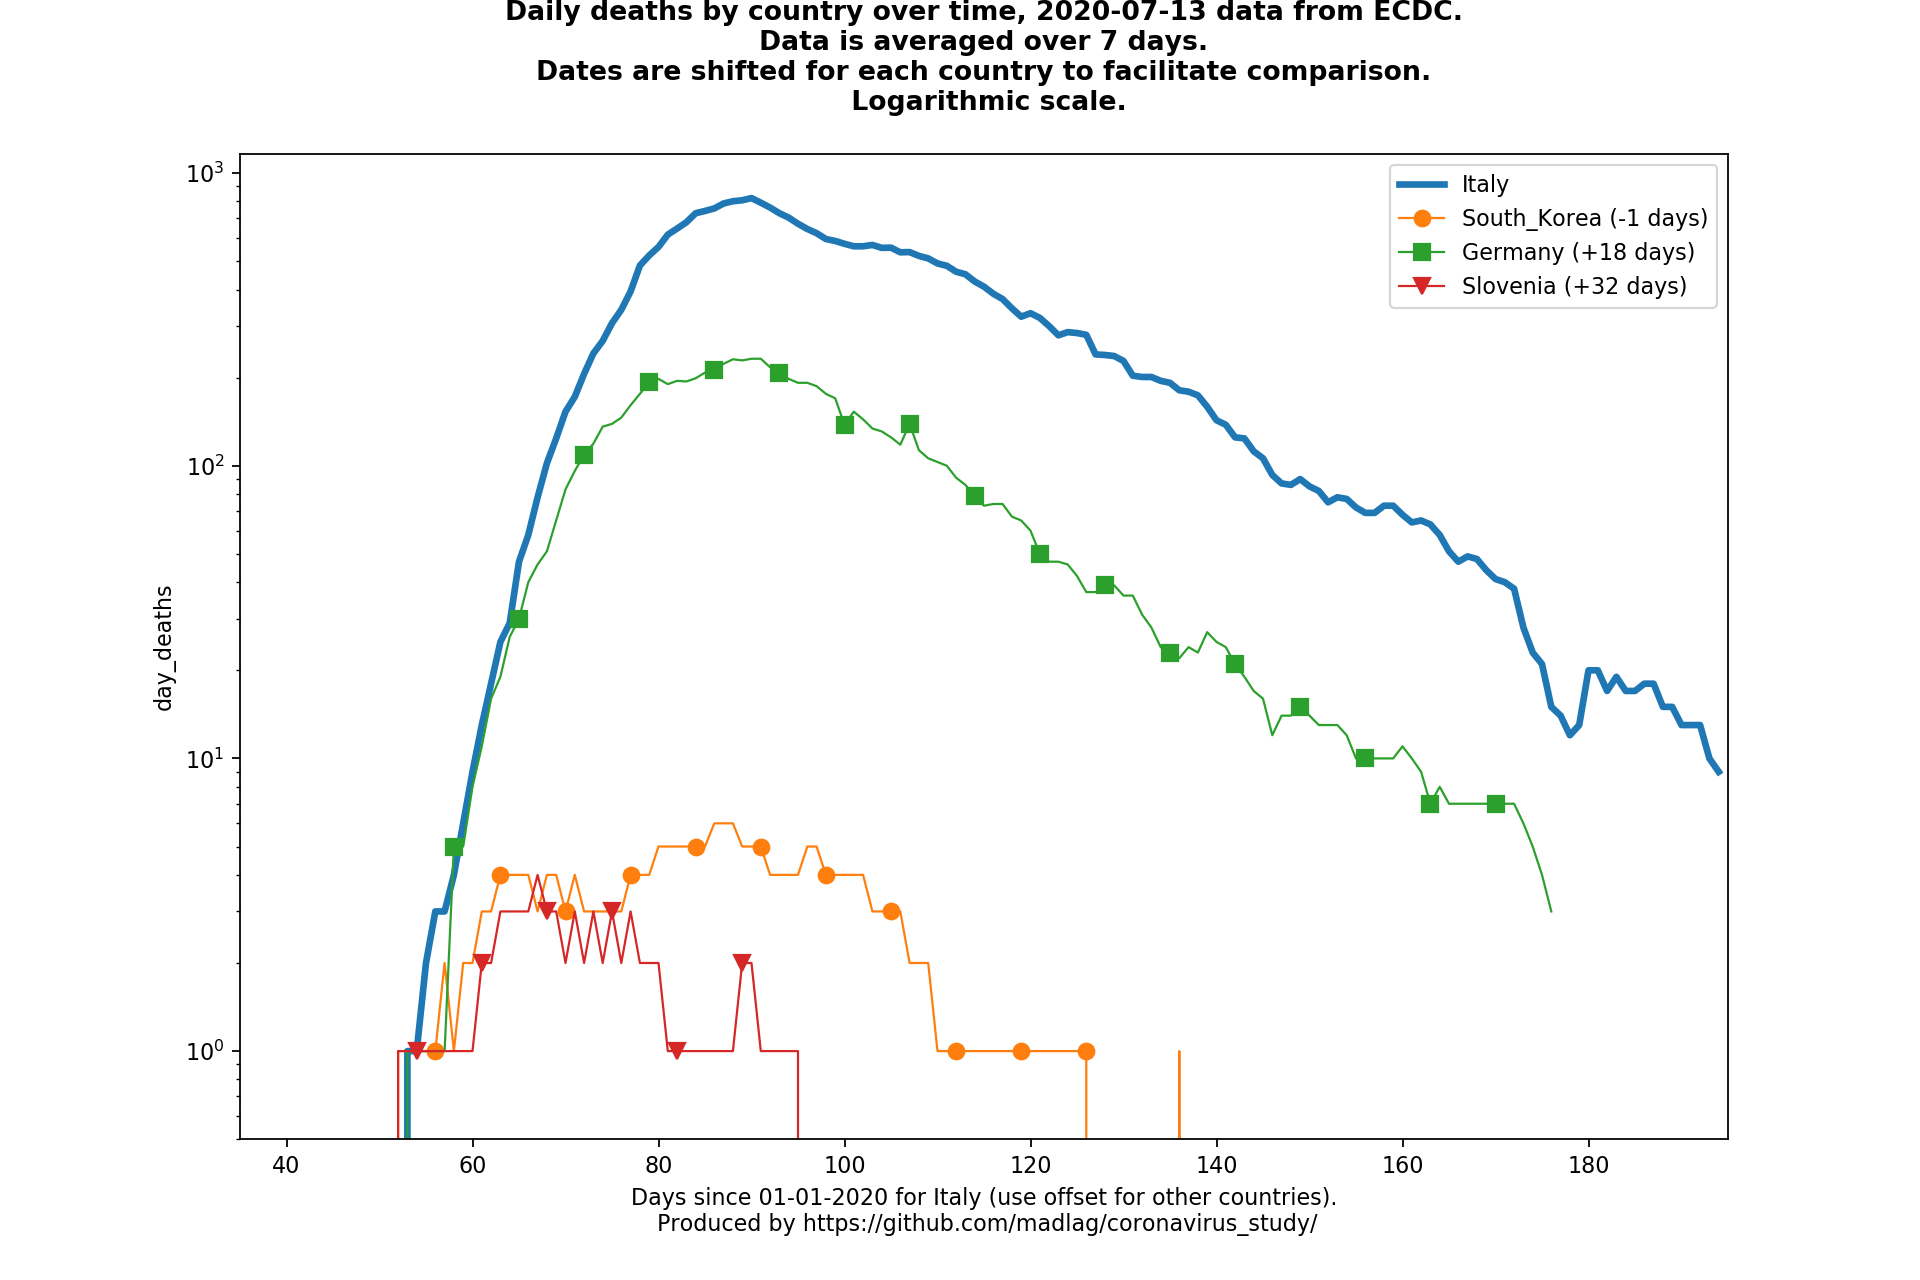 Daily deaths by country over time, 2020-07-13 data from ECDC.
Data is averaged over 7 days.
Dates are shifted for each country to facilitate comparison.
Logarithmic scale.
10³
10²
10¹
10⁰
day_deaths
Italy
South_Korea (-1 days)
Germany (+18 days)
Slovenia (+32 days)
40 60 80 100 120 140 160 180
Days since 01-01-2020 for Italy (use offset for other countries).
Produced by https://github.com/madlag/coronavirus_study/